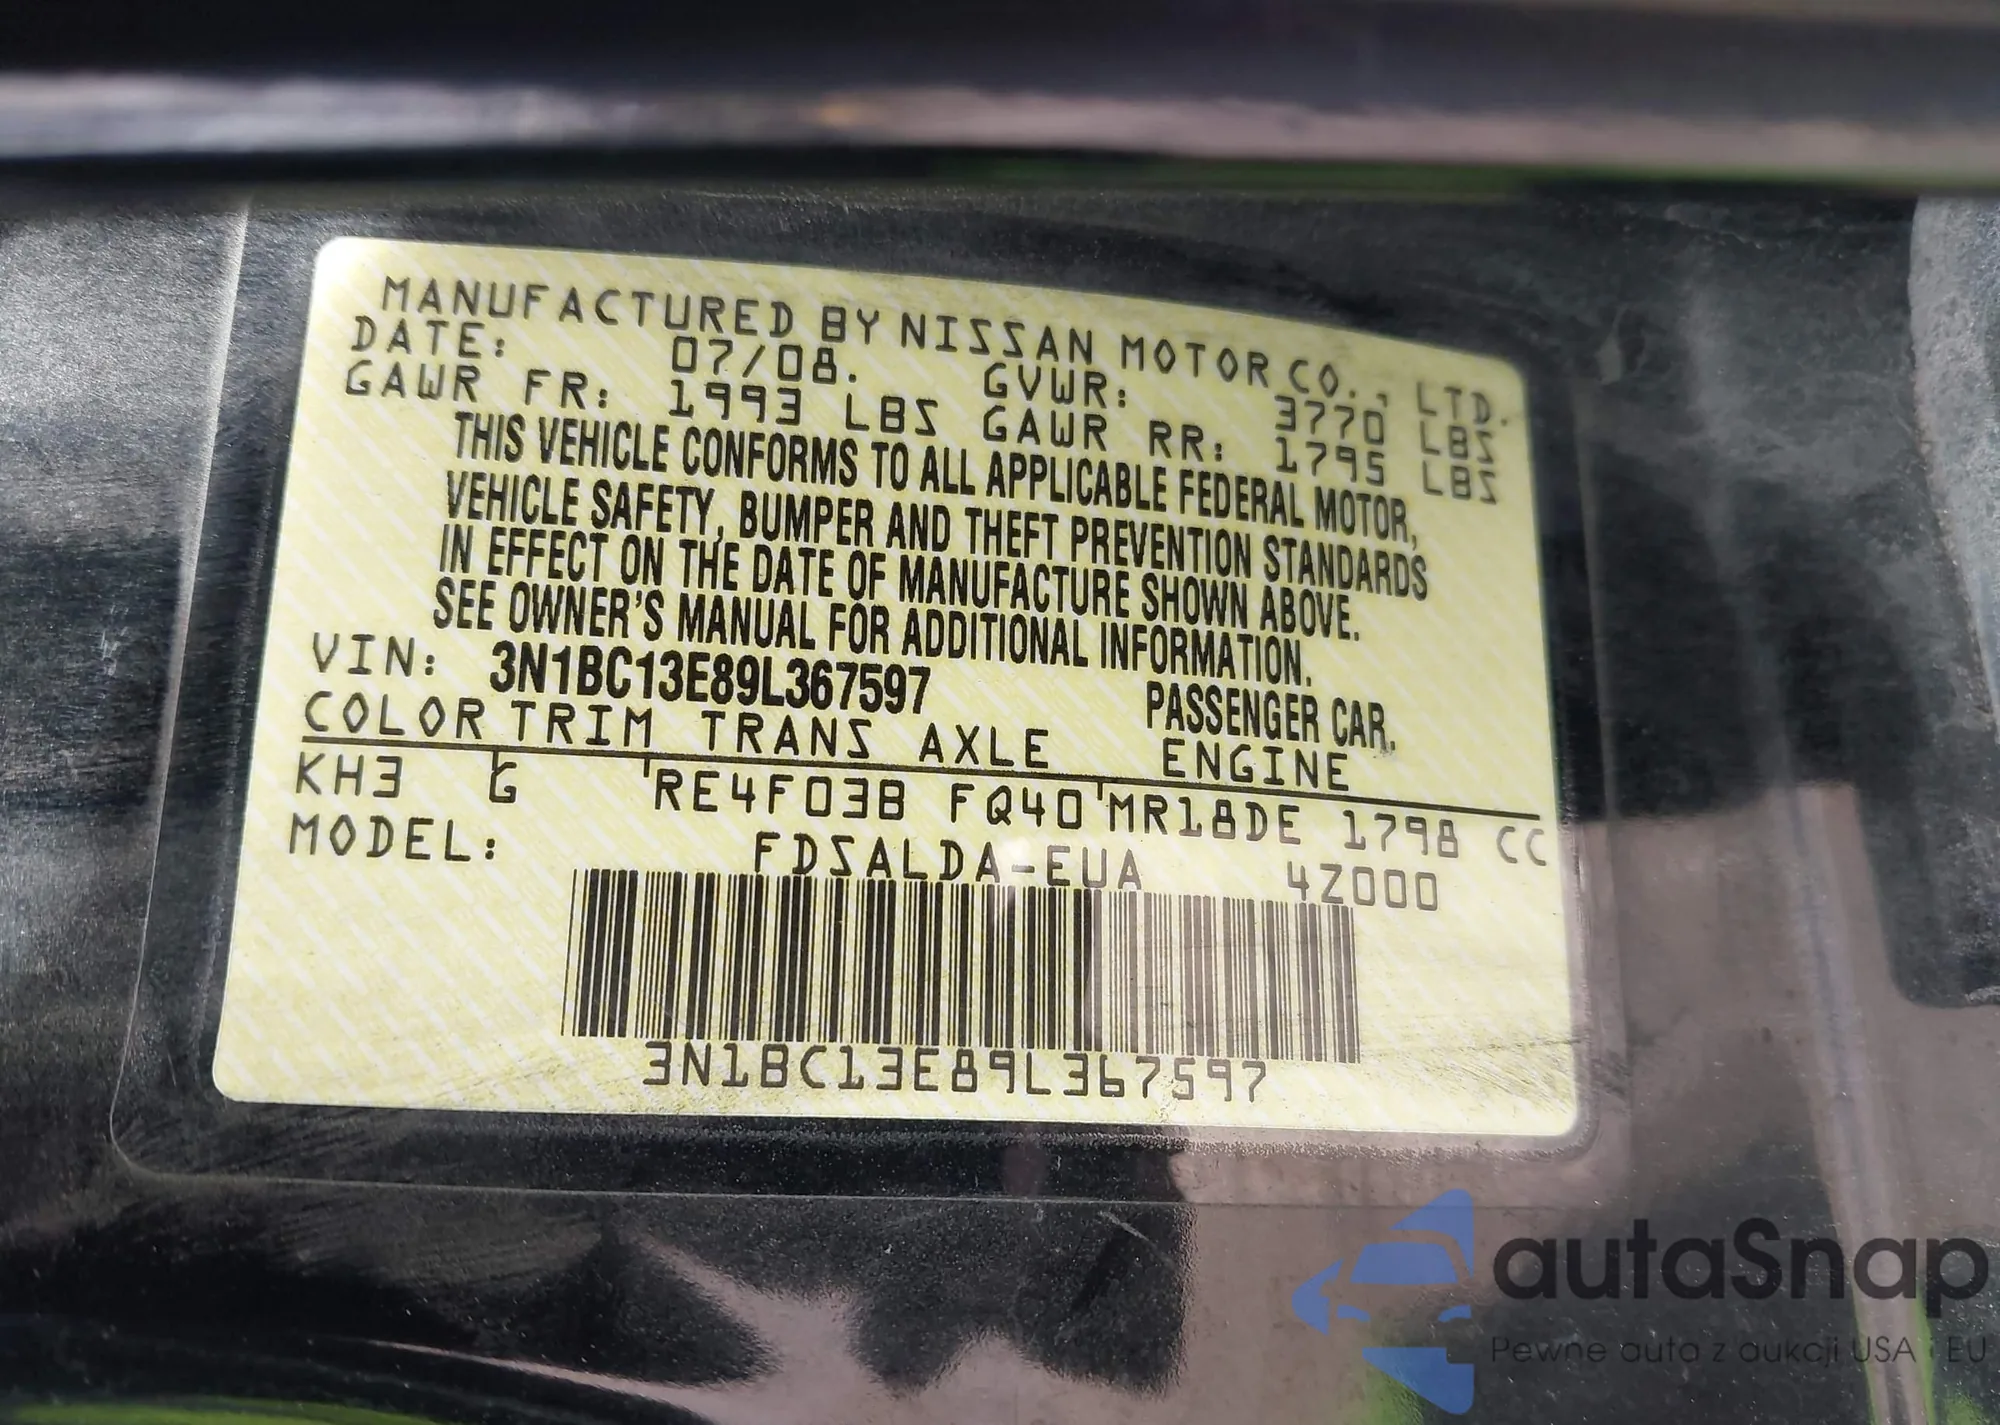 MANUFACTURED BY NISSAN MOTOR CO., LTD.
DATE: 07/08. GVWR: 3770 LBS
GAWR FR: 1993 LBS GAWR RR: 1795 LBS
THIS VEHICLE CONFORMS TO ALL APPLICABLE FEDERAL MOTOR,
VEHICLE SAFETY, BUMPER AND THEFT PREVENTION STANDARDS
IN EFFECT ON THE DATE OF MANUFACTURE SHOWN ABOVE.
SEE OWNER'S MANUAL FOR ADDITIONAL INFORMATION.
VIN: 3N1BC13E89L367597 PASSENGER CAR.
COLOR TRIM TRANS AXLE ENGINE
KH3 G RE4F03B FQ40 MR18DE 1798 CC
MODEL: FDSALDA-EUA 4Z000
3N1BC13E89L367597
autaSnap
Pewne auta z aukcji USA i EU